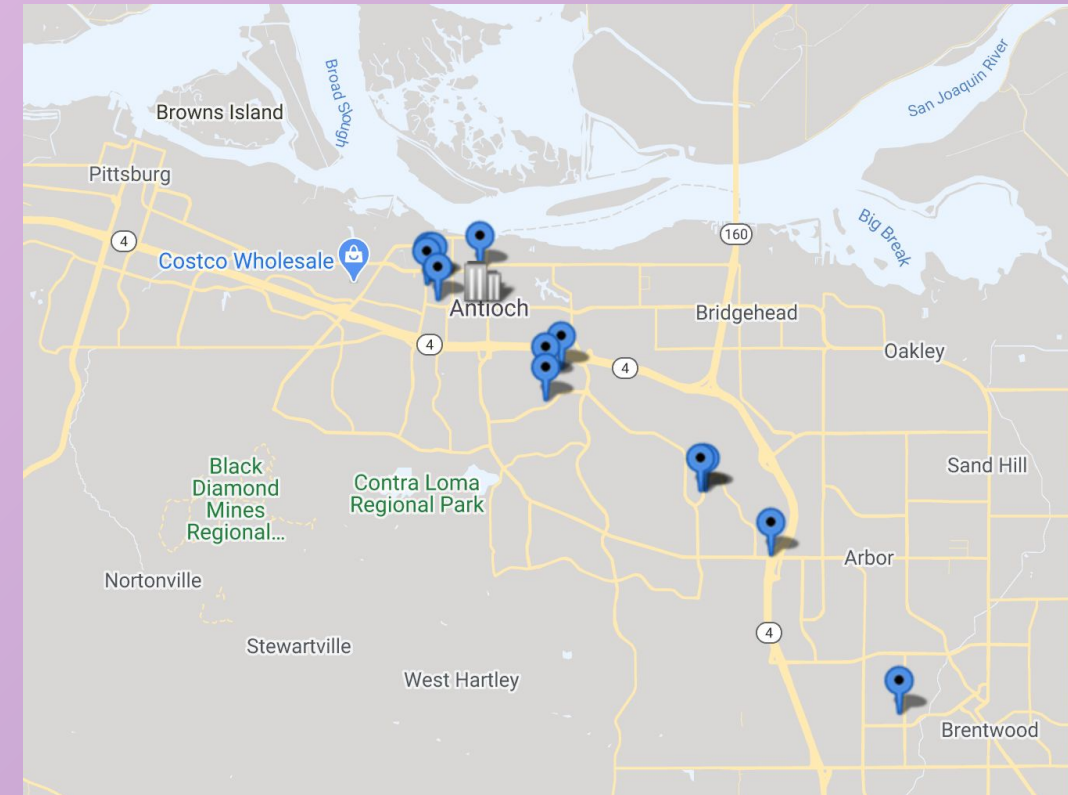 Browns Island
Broad Slough
San Joaquin River
Pittsburg
4
160
Big Break
Costco Wholesale
Antioch
Bridgehead
4
4
Oakley
Black
Diamond
Mines
Regional...
Contra Loma
Regional Park
Sand Hill
Arbor
Nortonville
4
Stewartville
West Hartley
Brentwood